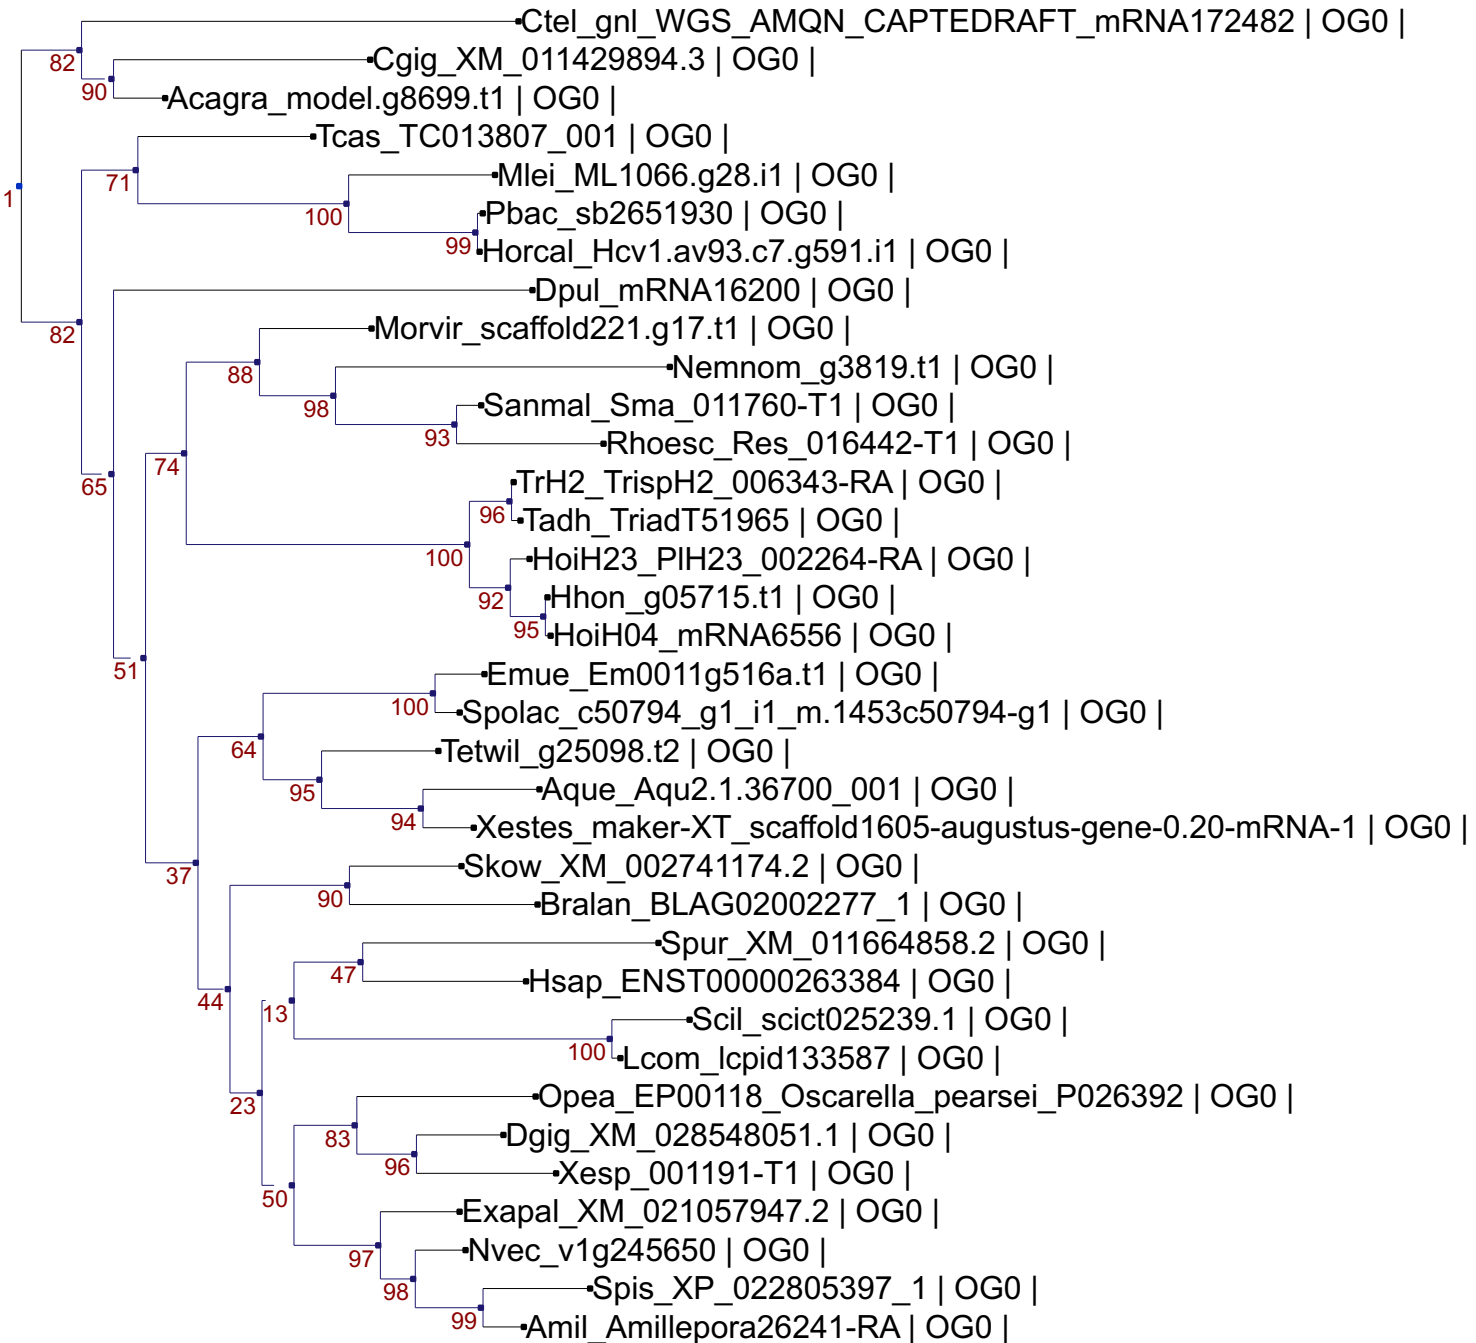 Ctel_gnl_WGS_AMQN_CAPTEDRAFT_mRNA172482 | OG0 |
82
Cgig_XM_011429894.3 | OG0 |
90
Acagra_model.g8699.t1 | OG0 |
Tcas_TC013807_001 | OG0 |
71
Mlei_ML1066.g28.i1 | OG0 |
1
100
Pbac_sb2651930 | OG0 |
99
Horcal_Hcv1.av93.c7.g591.i1 | OG0 |
Dpul_mRNA16200 | OG0 |
82
Morvir_scaffold221.g17.t1 | OG0 |
88
Nemnom_g3819.t1 | OG0 |
98
Sanmal_Sma_011760-T1 | OG0 |
93
Rhoesc_Res_016442-T1 | OG0 |
74
65
TrH2_TrispH2_006343-RA | OG0 |
96
Tadh_TriadT51965 | OG0 |
100
HoiH23_PlH23_002264-RA | OG0 |
92
Hhon_g05715.t1 | OG0 |
95
HoiH04_mRNA6556 | OG0 |
51
Emue_Em0011g516a.t1 | OG0 |
100
Spolac_c50794_g1_i1_m.1453c50794-g1 | OG0 |
64
Tetwil_g25098.t2 | OG0 |
95
Aque_Aqu2.1.36700_001 | OG0 |
94
Xestes_maker-XT_scaffold1605-augustus-gene-0.20-mRNA-1 | OG0 |
37
Skow_XM_002741174.2 | OG0 |
90
Bralan_BLAG02002277_1 | OG0 |
Spur_XM_011664858.2 | OG0 |
47
Hsap_ENST00000263384 | OG0 |
44
13
Scil_scict025239.1 | OG0 |
100
Lcom_lcpid133587 | OG0 |
23
Opea_EP00118_Oscarella_pearsei_P026392 | OG0 |
83
Dgig_XM_028548051.1 | OG0 |
96
Xesp_001191-T1 | OG0 |
50
Exapal_XM_021057947.2 | OG0 |
97
Nvec_v1g245650 | OG0 |
98
Spis_XP_022805397_1 | OG0 |
99
Amil_Amillepora26241-RA | OG0 |